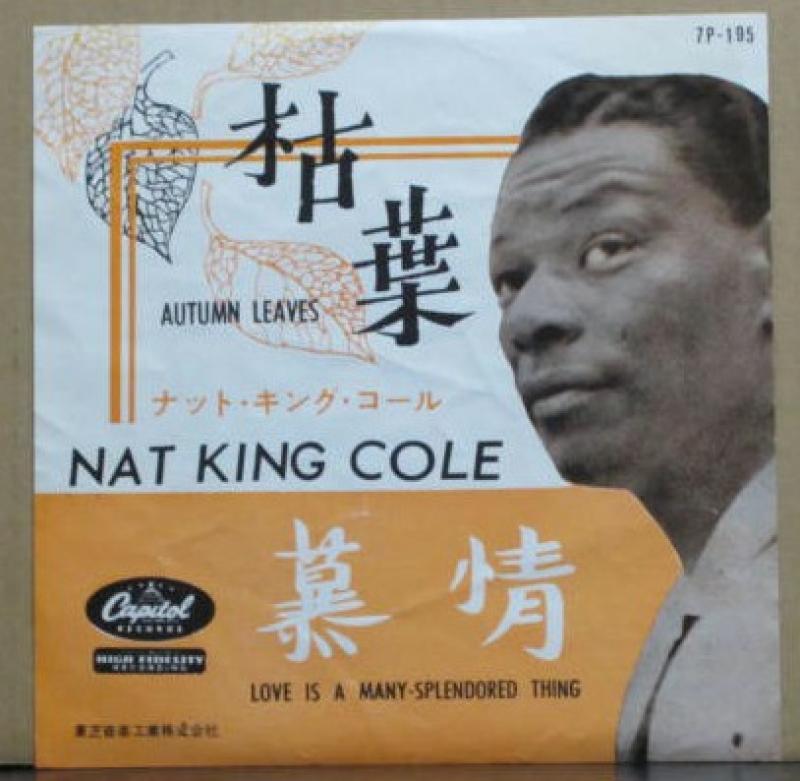 7P-195
枯葉
AUTUMN LEAVES
ナット・キング・コール
NAT KING COLE
慕情
Capitol
RECORDS
HIGH FIDELITY
RECORDING
LOVE IS A MANY-SPLENDORED THING
東芝音楽工業株式会社